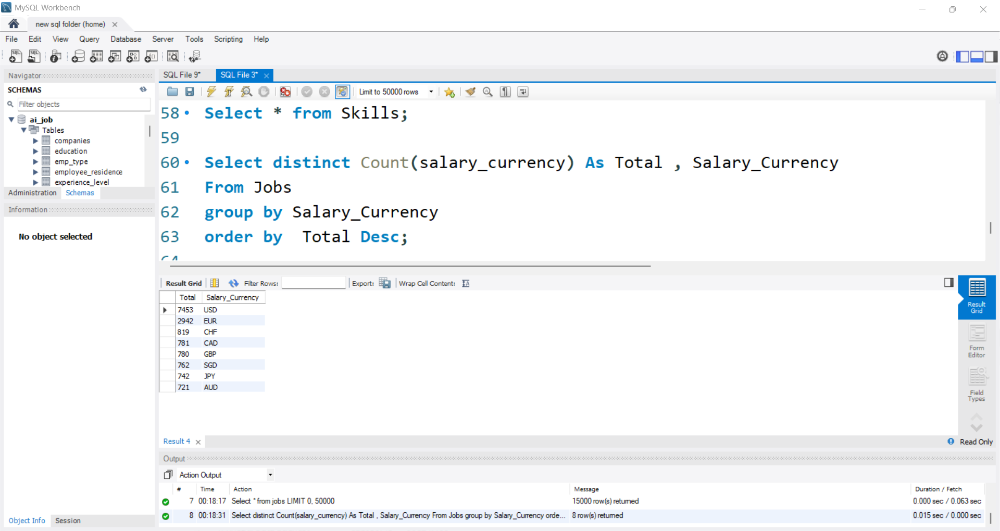 MySQL Workbench
new sql folder (home)
File Edit View Query Database Server Tools Scripting Help
Navigator
SCHEMAS
Filter objects
ai_job
Tables
companies
education
emp_type
employee_residence
experience_level
Administration Schemas
Information
No object selected
Object Info Session
SQL File 9* SQL File 3*
Limit to 50000 rows
58 Select * from Skills;
59
60 Select distinct Count(salary_currency) As Total , Salary_Currency
61 From Jobs
62 group by Salary_Currency
63 order by  Total Desc;
64
Result Grid Filter Rows: Export: Wrap Cell Content:
Total Salary_Currency
7453 USD
2942 EUR
819 CHF
781 CAD
780 GBP
762 SGD
742 JPY
721 AUD
Result
Grid
Form
Editor
Field
Types
Result 4
Read Only
Output
Action Output
# Time Action Message Duration / Fetch
7 00:18:17 Select * from jobs LIMIT 0, 50000 15000 row(s) returned 0.000 sec / 0.063 sec
8 00:18:31 Select distinct Count(salary_currency) As Total , Salary_Currency From Jobs group by Salary_Currency orde... 8 row(s) returned 0.015 sec / 0.000 sec